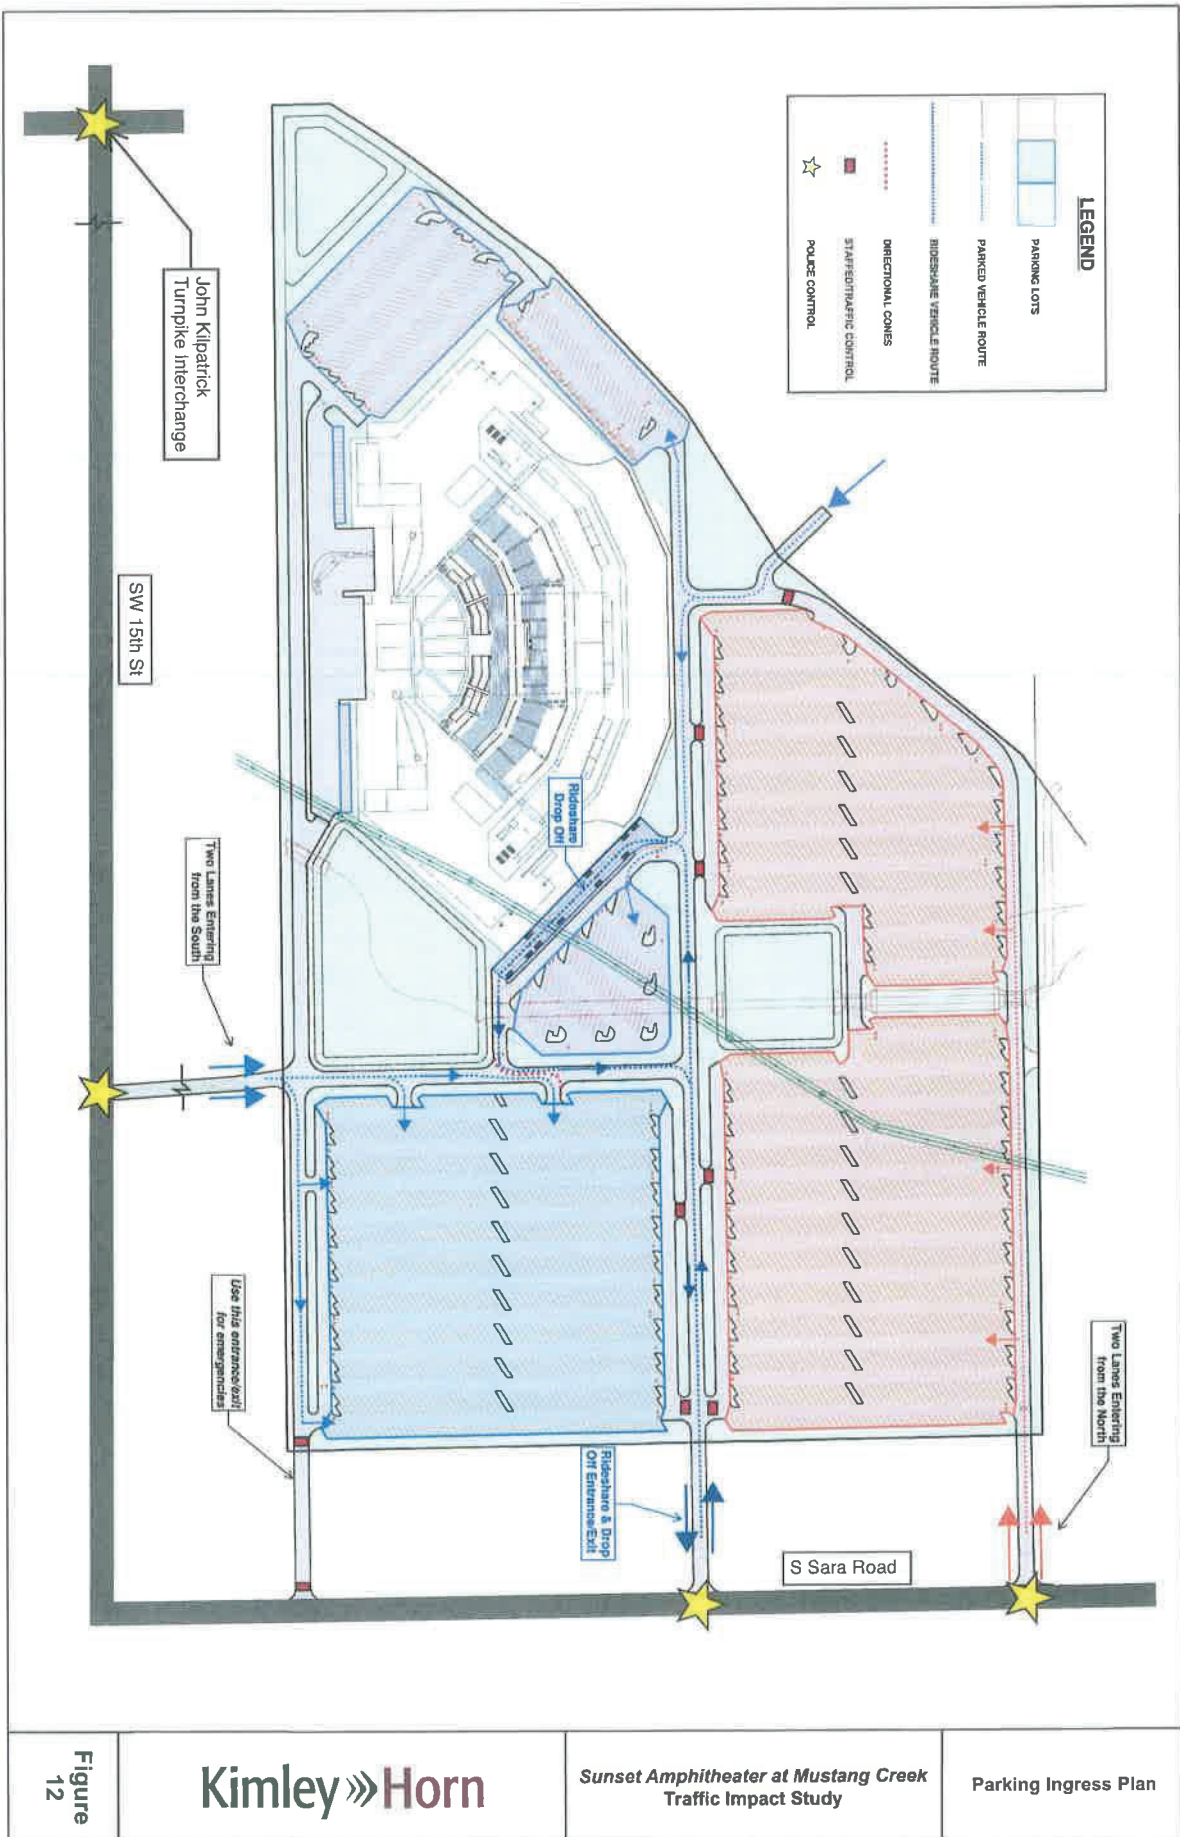 LEGEND
PARKING LOTS
PARKED VEHICLE ROUTE
RIDESHARE VEHICLE ROUTE
DIRECTIONAL CONES
STAFFED/TRAFFIC CONTROL
POLICE CONTROL
John Kilpatrick
Turnpike Interchange
SW 15th St
Rideshare
Drop Off
Two Lanes Entering
from the South
Use this entrance/exit
for emergencies
Rideshare & Drop
Off Entrance/Exit
Two Lanes Entering
from the North
S Sara Road
Figure
12
Kimley»Horn
Sunset Amphitheater at Mustang Creek
Traffic Impact Study
Parking Ingress Plan